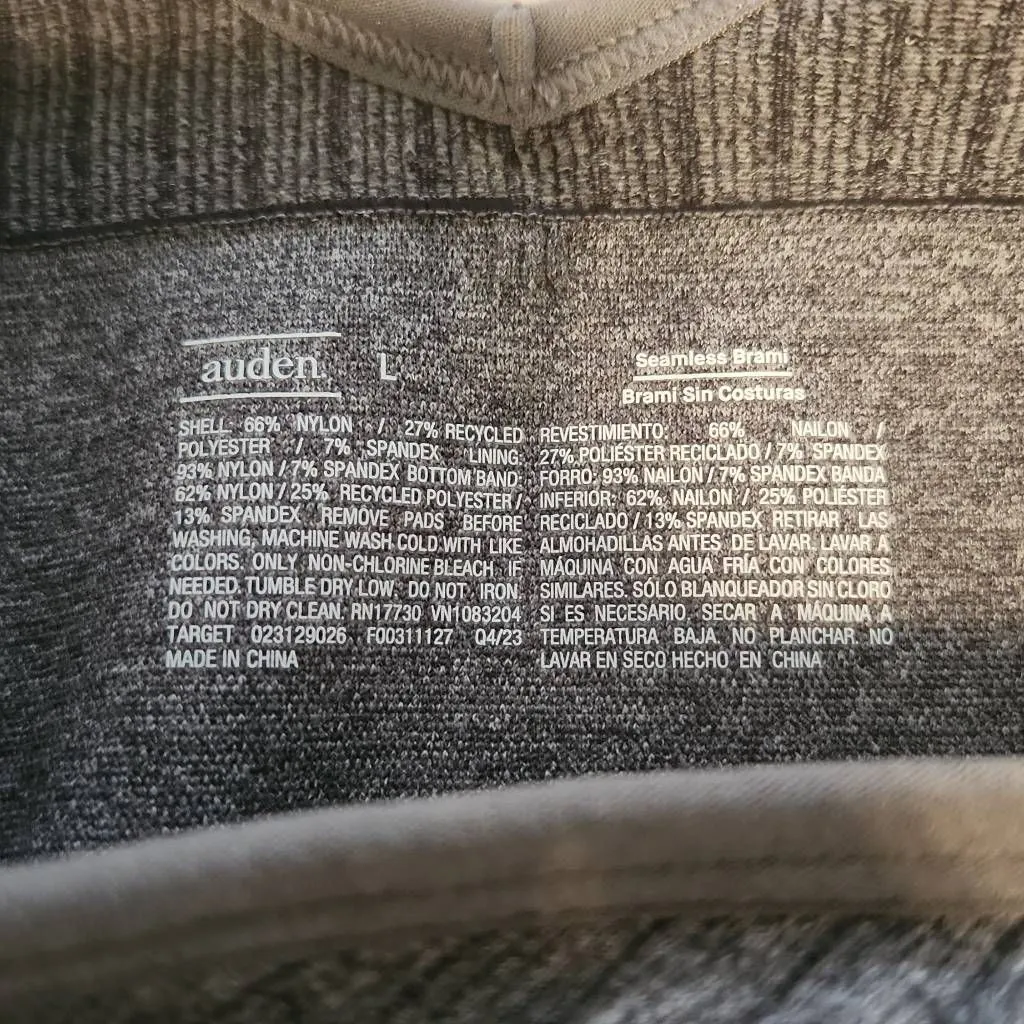 auden. L
SHELL: 66% NYLON / 27% RECYCLED
POLYESTER / 7% SPANDEX LINING:
93% NYLON / 7% SPANDEX BOTTOM BAND:
62% NYLON / 25% RECYCLED POLYESTER /
13% SPANDEX REMOVE PADS BEFORE
WASHING, MACHINE WASH COLD WITH LIKE
COLORS. ONLY NON-CHLORINE BLEACH IF
NEEDED. TUMBLE DRY LOW. DO NOT IRON.
DO NOT DRY CLEAN. RN17730 VN1083204
TARGET 023129026 F00311127 Q4/23
MADE IN CHINA
Seamless Brami
Brami Sin Costuras
REVESTIMIENTO: 66% NAILON /
27% POLIÉSTER RECICLADO / 7% SPANDEX
FORRO: 93% NAILON / 7% SPANDEX BANDA
INFERIOR: 62% NAILON / 25% POLIÉSTER
RECICLADO / 13% SPANDEX RETIRAR LAS
ALMOHADILLAS ANTES DE LAVAR. LAVAR A
MÁQUINA CON AGUA FRÍA CON COLORES
SIMILARES. SÓLO BLANQUEADOR SIN CLORO
SI ES NECESARIO. SECAR A MÁQUINA A
TEMPERATURA BAJA. NO PLANCHAR. NO
LAVAR EN SECO HECHO EN CHINA